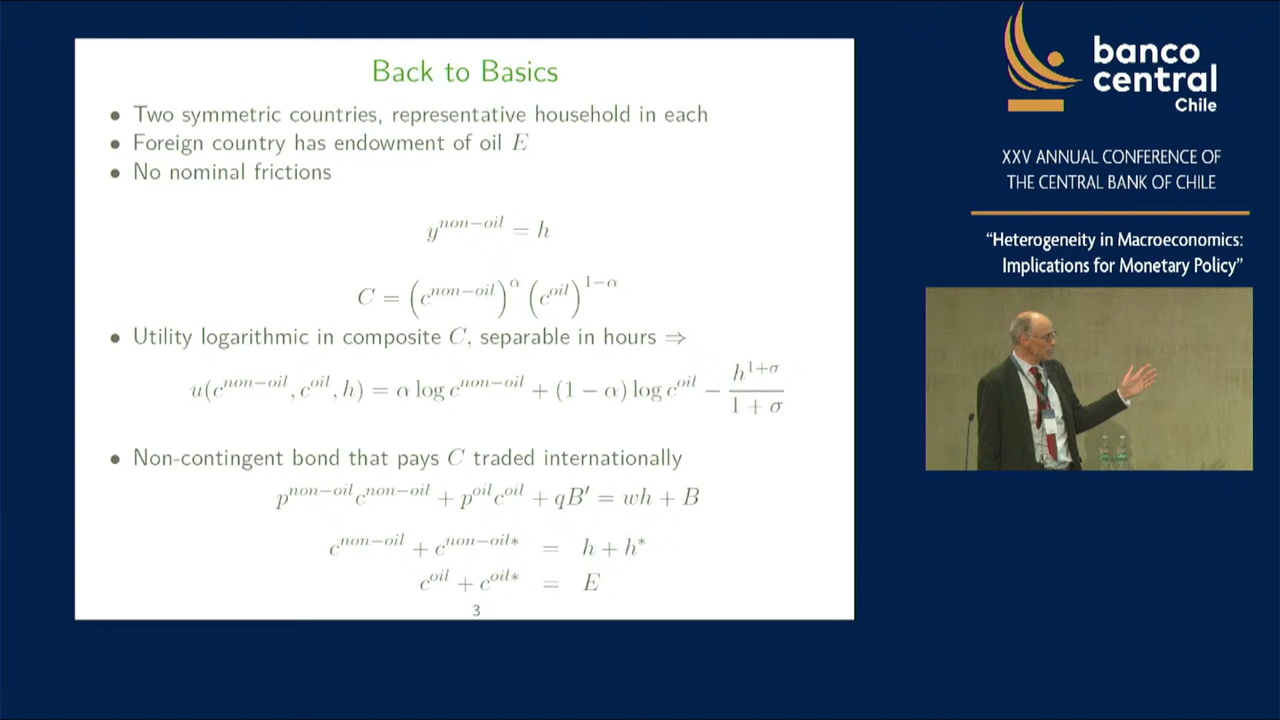 Back to Basics
• Two symmetric countries, representative household in each
• Foreign country has endowment of oil E
• No nominal frictions
y^{non−oil} = h
C = (c^{non−oil})^α (c^{oil})^{1−α}
• Utility logarithmic in composite C, separable in hours ⇒
u(c^{non−oil}, c^{oil}, h) = α log c^{non−oil} + (1 − α) log c^{oil} − \frac{h^{1+σ}}{1 + σ}
• Non-contingent bond that pays C traded internationally
p^{non−oil}c^{non−oil} + p^{oil}c^{oil} + qB′ = wh + B
c^{non−oil} + c^{non−oil*} = h + h*
c^{oil} + c^{oil*} = E
3
banco
central
Chile
XXV ANNUAL CONFERENCE OF
THE CENTRAL BANK OF CHILE
“Heterogeneity in Macroeconomics:
Implications for Monetary Policy”